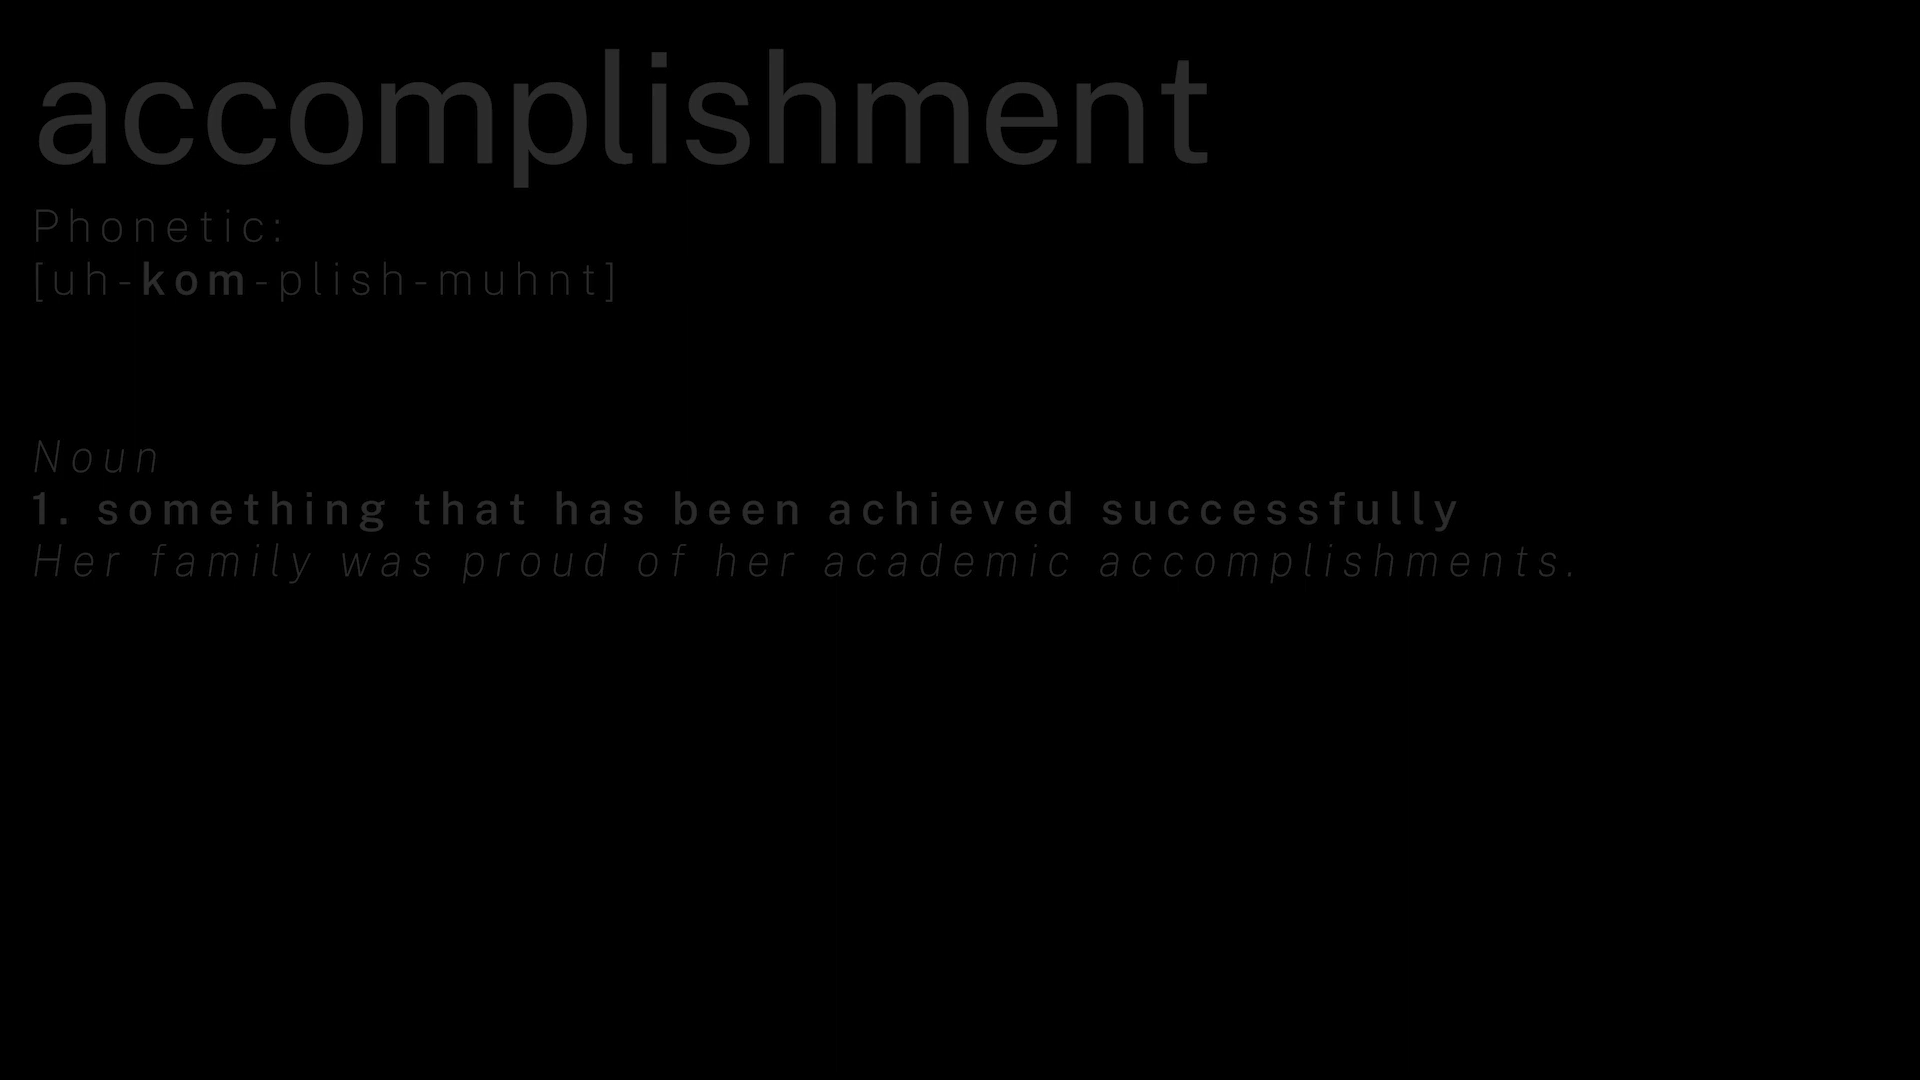 accomplishment
Phonetic:
[uh-kom-plish-muhnt]
Noun
1. something that has been achieved successfully
Her family was proud of her academic accomplishments.